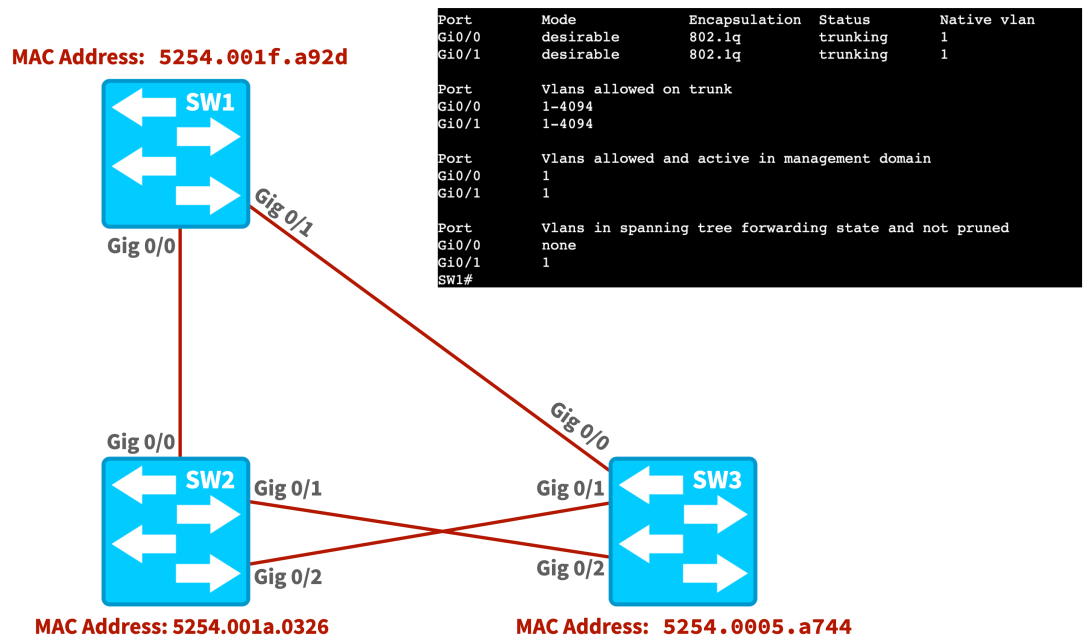 Port Mode Encapsulation Status Native vlan
Gi0/0 desirable 802.1q trunking 1
Gi0/1 desirable 802.1q trunking 1
Port Vlans allowed on trunk
Gi0/0 1-4094
Gi0/1 1-4094
Port Vlans allowed and active in management domain
Gi0/0 1
Gi0/1 1
Port Vlans in spanning tree forwarding state and not pruned
Gi0/0 none
Gi0/1 1
SW1#
MAC Address: 5254.001f.a92d
SW1
Gig 0/1
Gig 0/0
Gig 0/0
Gig 0/0
SW2
Gig 0/1
Gig 0/2
Gig 0/1
SW3
Gig 0/2
MAC Address: 5254.001a.0326
MAC Address: 5254.0005.a744